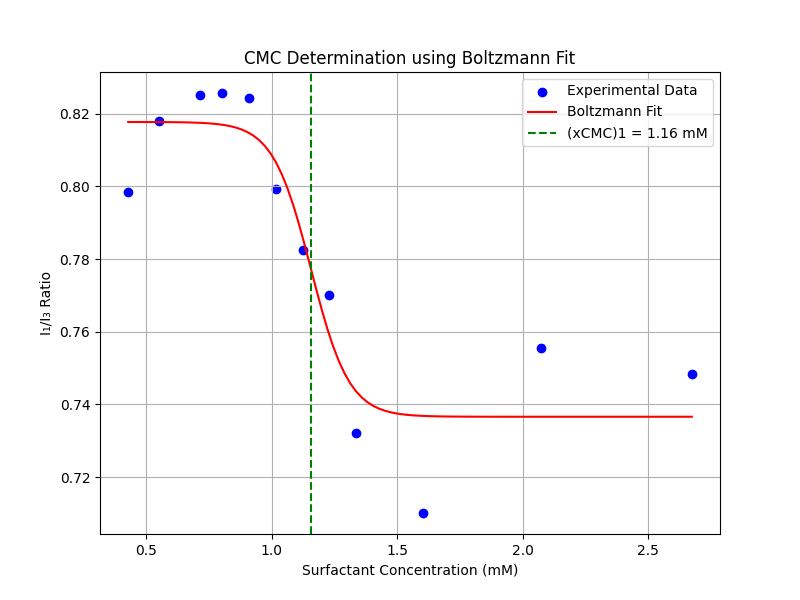 CMC Determination using Boltzmann Fit
Experimental Data
Boltzmann Fit
(xCMC)1 = 1.16 mM
I₁/I₃ Ratio
0.82
0.80
0.78
0.76
0.74
0.72
0.5 1.0 1.5 2.0 2.5
Surfactant Concentration (mM)